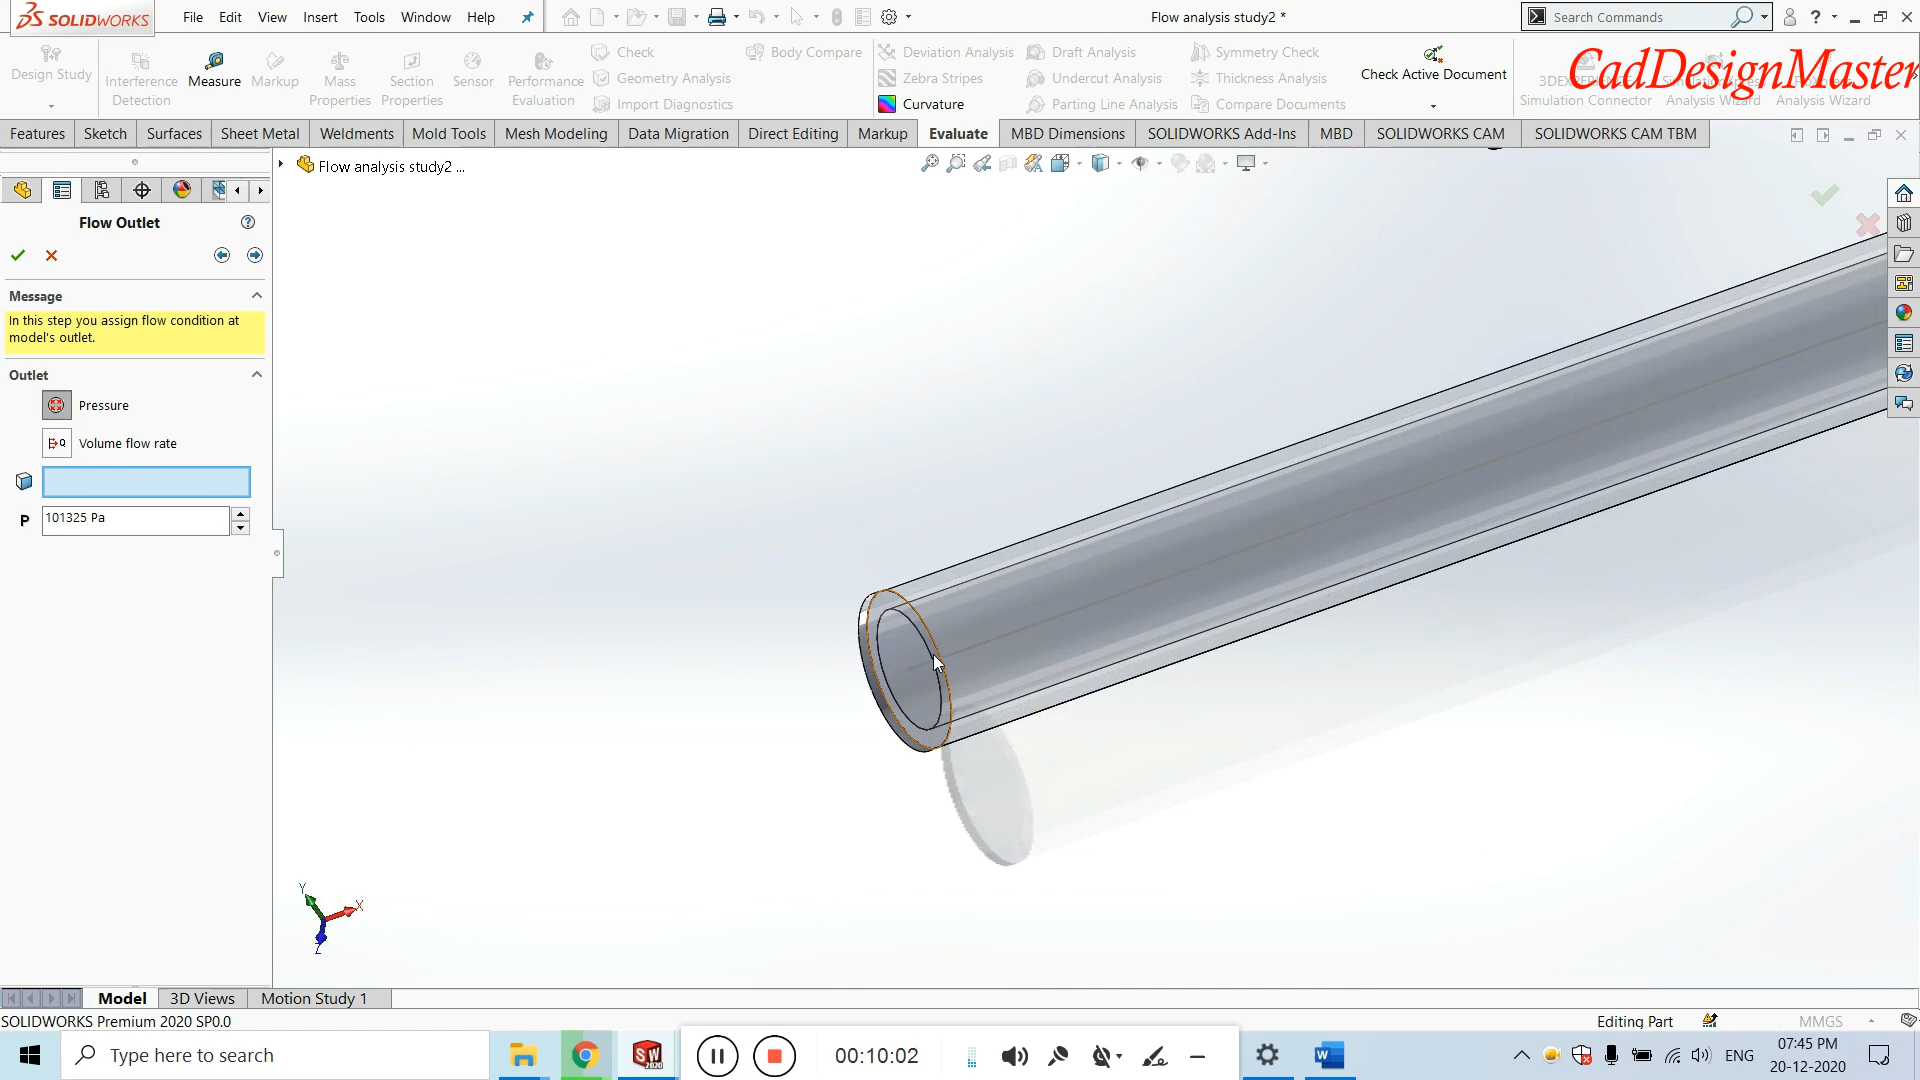 SOLIDWORKS
File Edit View Insert Tools Window Help
Flow analysis study2 *
Search Commands
Design Study
Interference Detection
Measure
Markup
Mass Properties
Section Properties
Sensor
Performance Evaluation
Check
Geometry Analysis
Import Diagnostics
Body Compare
Deviation Analysis
Zebra Stripes
Curvature
Draft Analysis
Undercut Analysis
Parting Line Analysis
Symmetry Check
Thickness Analysis
Compare Documents
Check Active Document
CadDesignMaster
Simulation Connector
Analysis Wizard
Analysis Wizard
Features Sketch Surfaces Sheet Metal Weldments Mold Tools Mesh Modeling Data Migration Direct Editing Markup Evaluate MBD Dimensions SOLIDWORKS Add-Ins MBD SOLIDWORKS CAM SOLIDWORKS CAM TBM
Flow analysis study2 ...
Flow Outlet
Message
In this step you assign flow condition at
model's outlet.
Outlet
Pressure
Volume flow rate
P 101325 Pa
Y
X
Z
Model 3D Views Motion Study 1
SOLIDWORKS Premium 2020 SP0.0
Editing Part
MMGS
Type here to search
SW
2020
00:10:02
W
ENG
07:45 PM
20-12-2020